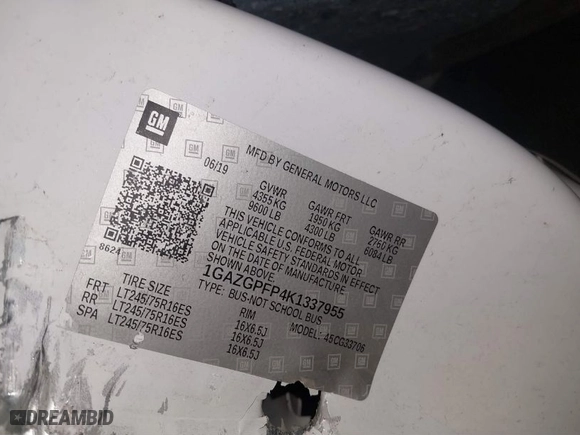 GM
MFD BY GENERAL MOTORS LLC
06/19
GVWR GAWR FRT GAWR RR
4355 KG 1950 KG 2760 KG
9600 LB 4300 LB 6084 LB
THIS VEHICLE CONFORMS TO ALL
APPLICABLE U.S. FEDERAL MOTOR
VEHICLE SAFETY STANDARDS IN EFFECT
ON THE DATE OF MANUFACTURE
SHOWN ABOVE
8624
1GAZGPFP4K1337955
TYPE: BUS-NOT SCHOOL BUS
MODEL: 45CG33706
TIRE SIZE RIM
FRT LT245/75R16ES 16X6.5J
RR LT245/75R16ES 16X6.5J
SPA LT245/75R16ES 16X6.5J
DREAMBID